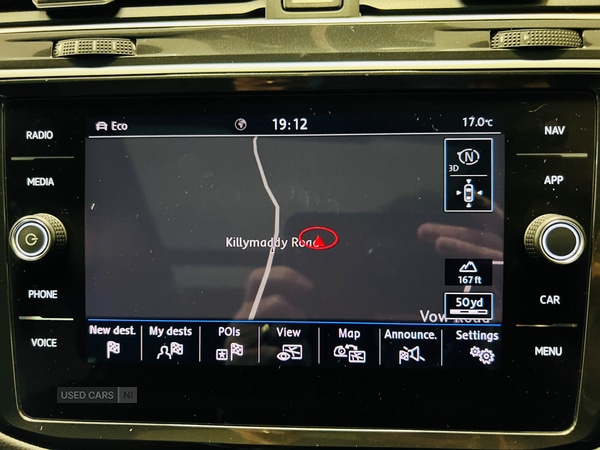 Eco 19:12 17.0°C
RADIO
MEDIA
PHONE
VOICE
NAV
APP
CAR
MENU
N
3D
Killymaddy Road
167 ft
50yd
New dest. My dests POIs View Map Announce. Settings
USED CARS NI